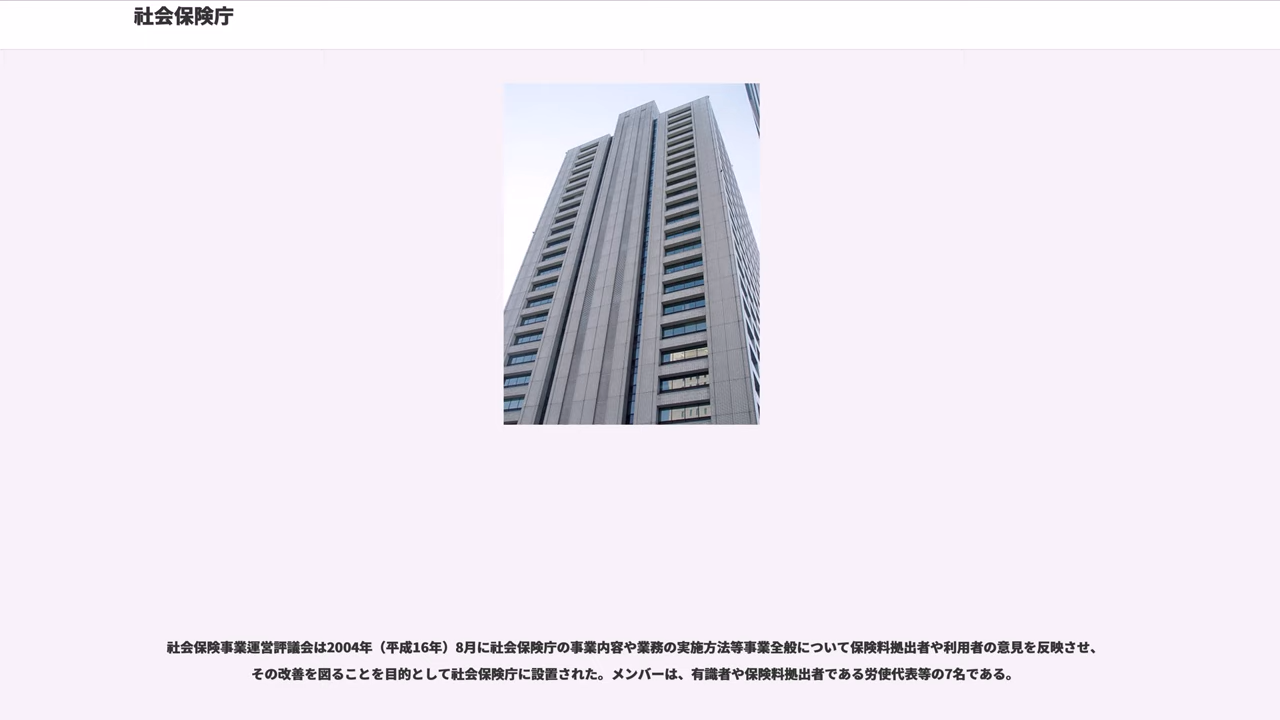 社会保険庁
社会保険事業運営評議会は2004年（平成16年）8月に社会保険庁の事業内容や業務の実施方法等事業全般について保険料拠出者や利用者の意見を反映させ、
その改善を図ることを目的として社会保険庁に設置された。メンバーは、有識者や保険料拠出者である労使代表等の7名である。